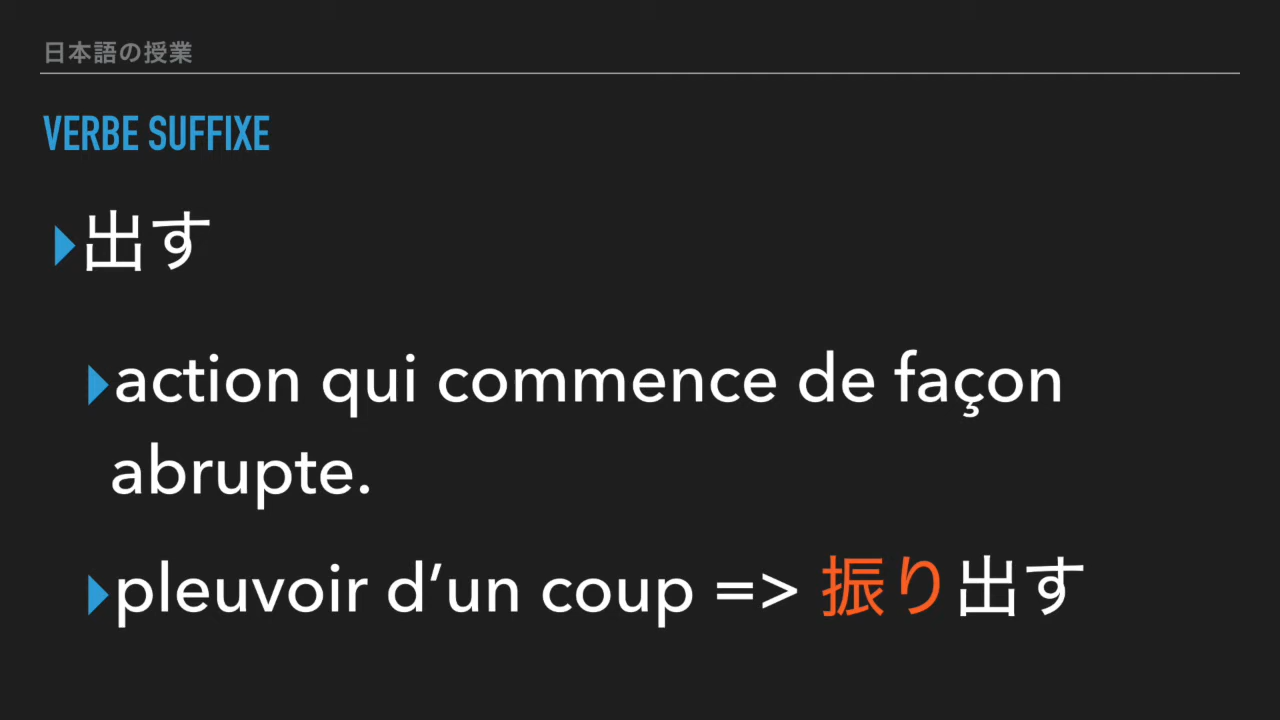 日本語の授業
VERBE SUFFIXE
出す
action qui commence de façon
abrupte.
pleuvoir d’un coup => 振り出す